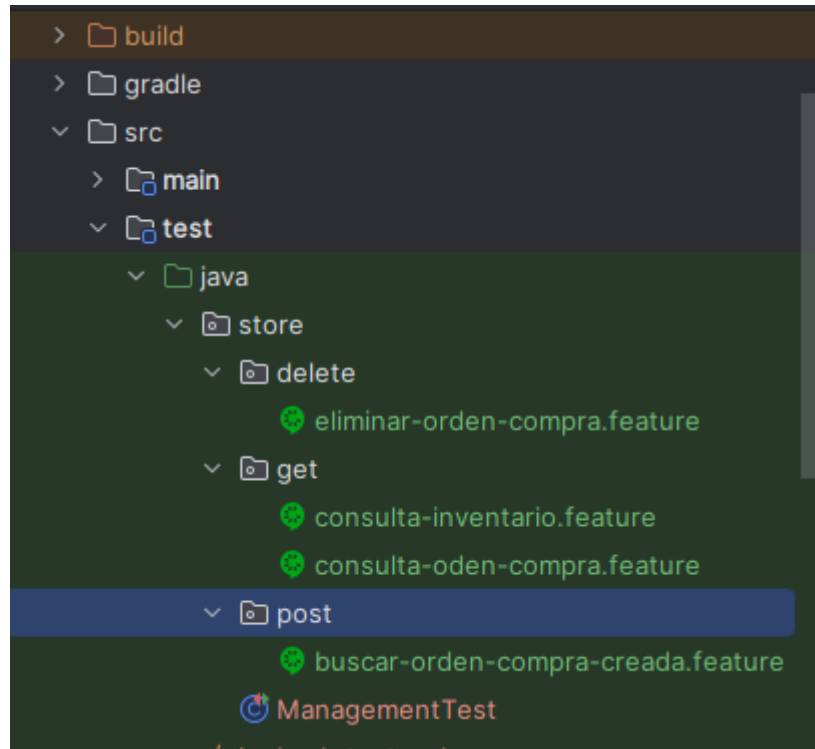 build
gradle
src
main
test
java
store
delete
eliminar-orden-compra.feature
get
consulta-inventario.feature
consulta-oden-compra.feature
post
buscar-orden-compra-creada.feature
ManagementTest